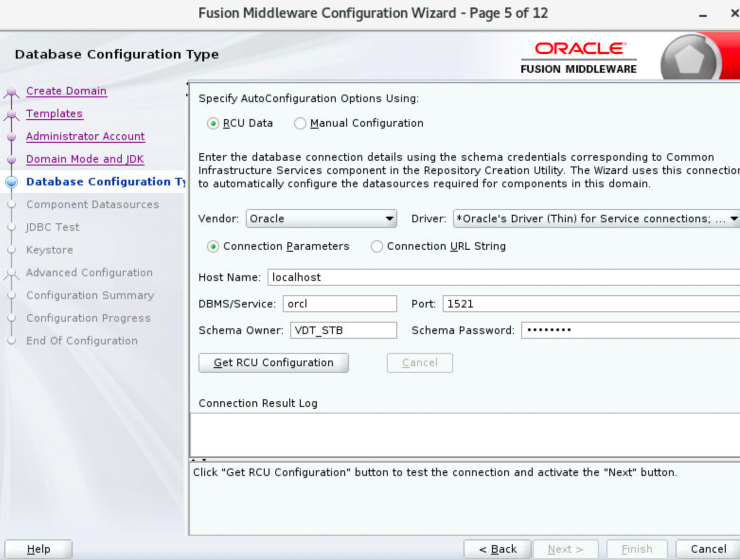 Fusion Middleware Configuration Wizard - Page 5 of 12
Database Configuration Type
ORACLE
FUSION MIDDLEWARE
Create Domain
Templates
Administrator Account
Domain Mode and JDK
Database Configuration Ty
Component Datasources
JDBC Test
Keystore
Advanced Configuration
Configuration Summary
Configuration Progress
End Of Configuration
Specify AutoConfiguration Options Using:
RCU Data Manual Configuration
Enter the database connection details using the schema credentials corresponding to Common
Infrastructure Services component in the Repository Creation Utility. The Wizard uses this connection
to automatically configure the datasources required for components in this domain.
Vendor: Oracle Driver: *Oracle's Driver (Thin) for Service connections; ...
Connection Parameters Connection URL String
Host Name: localhost
DBMS/Service: orcl Port: 1521
Schema Owner: VDT_STB Schema Password: ••••••••
Get RCU Configuration Cancel
Connection Result Log
Click "Get RCU Configuration" button to test the connection and activate the "Next" button.
Help < Back Next > Finish Cancel